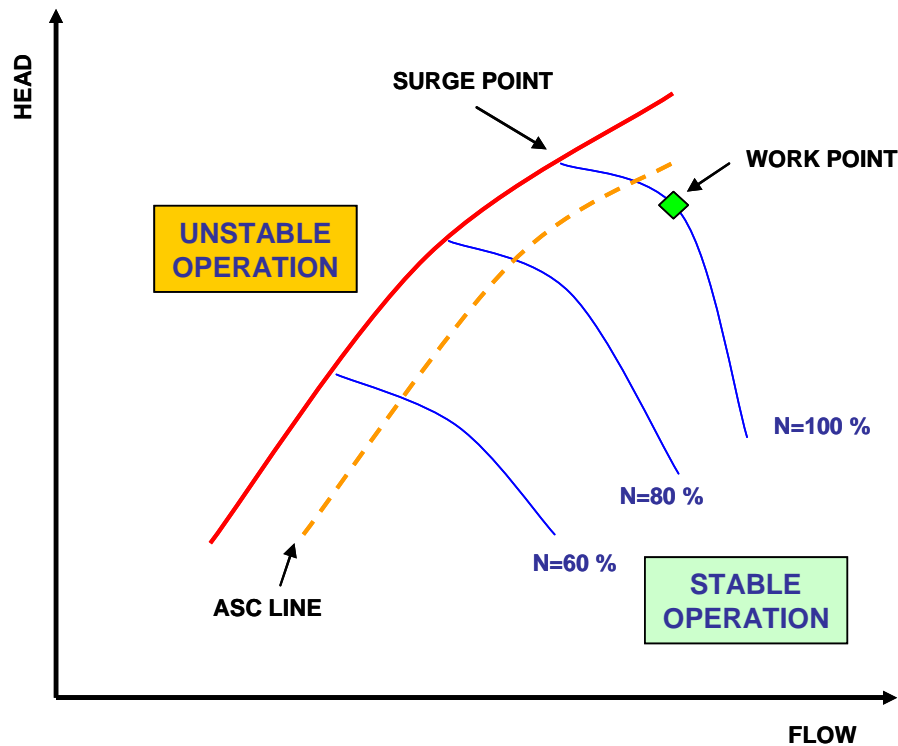 HEAD
SURGE POINT
WORK POINT
UNSTABLE
OPERATION
N=100 %
N=80 %
N=60 %
STABLE
OPERATION
ASC LINE
FLOW